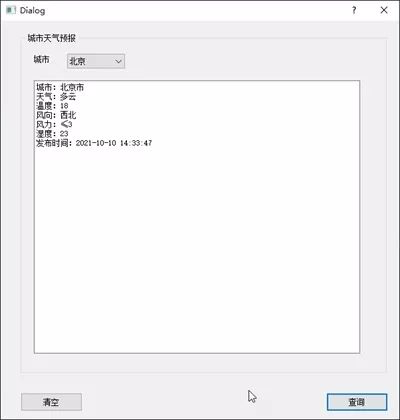 Dialog
城市天气预报
城市
北京
城市：北京市
天气：多云
温度：18
风向：西北
风力：≤3
湿度：23
发布时间：2021-10-10 14:33:47
清空
查询